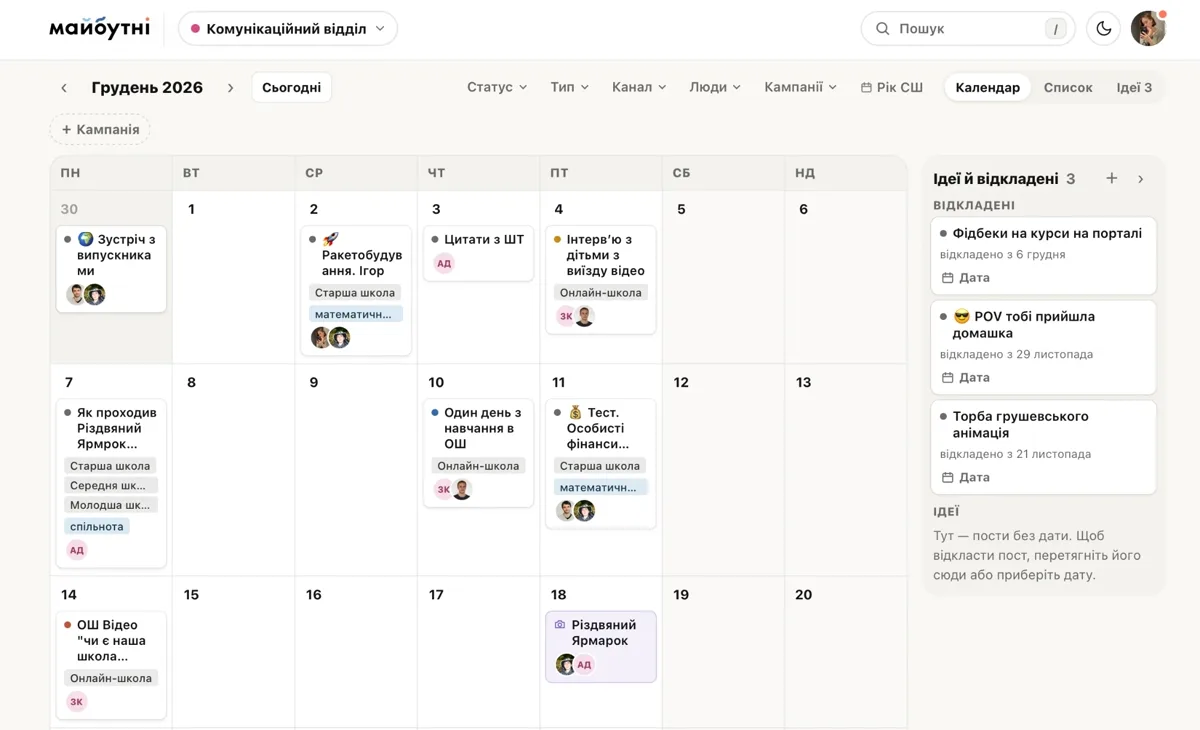 майбутні
Комунікаційний відділ
Пошук /
Грудень 2026
Сьогодні
Статус
Тип
Канал
Люди
Кампанії
Рік СШ
Календар
Список
Ідеї 3
+ Кампанія
ПН ВТ СР ЧТ ПТ СБ НД
30 1 2 3 4 5 6
🌍 Зустріч з
випускника
ми
🚀
Ракетобудув
ання. Ігор
Старша школа
математичн...
Цитати з ШТ
АД
Інтерв’ю з
дітьми з
виїзду відео
Онлайн-школа
ЗК
7 8 9 10 11 12 13
Як проходив
Різдвяний
Ярмрок...
Старша школа
Середня шк...
Молодша шк...
спільнота
АД
Один день з
навчання в
ОШ
Онлайн-школа
ЗК
💰 Тест.
Особисті
фінанси...
Старша школа
математичн...
14 15 16 17 18 19 20
ОШ Відео
"чи є наша
школа...
Онлайн-школа
ЗК
Різдвяний
Ярмарок
АД
Ідеї й відкладені 3
ВІДКЛАДЕНІ
Фідбеки на курси на порталі
відкладено з 6 грудня
Дата
😎 POV тобі прийшла
домашка
відкладено з 29 листопада
Дата
Торба грушевського
анімація
відкладено з 21 листопада
Дата
ІДЕЇ
Тут — пости без дати. Щоб
відкласти пост, перетягніть його
сюди або приберіть дату.